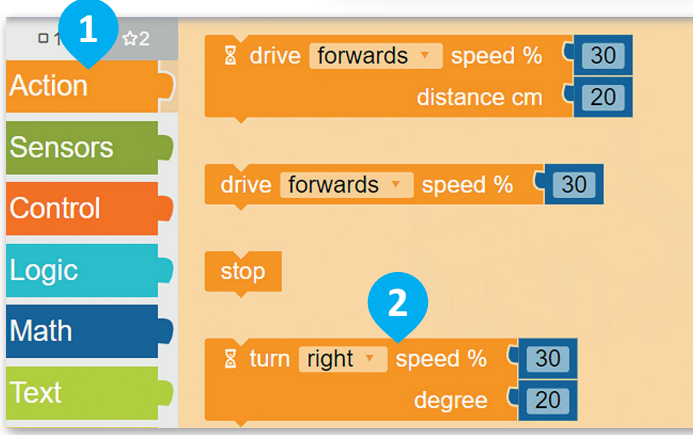 1
☆2
Action
Sensors
Control
Logic
Math
Text
drive forwards speed % 30
distance cm 20
drive forwards speed % 30
stop
2
turn right speed % 30
degree 20